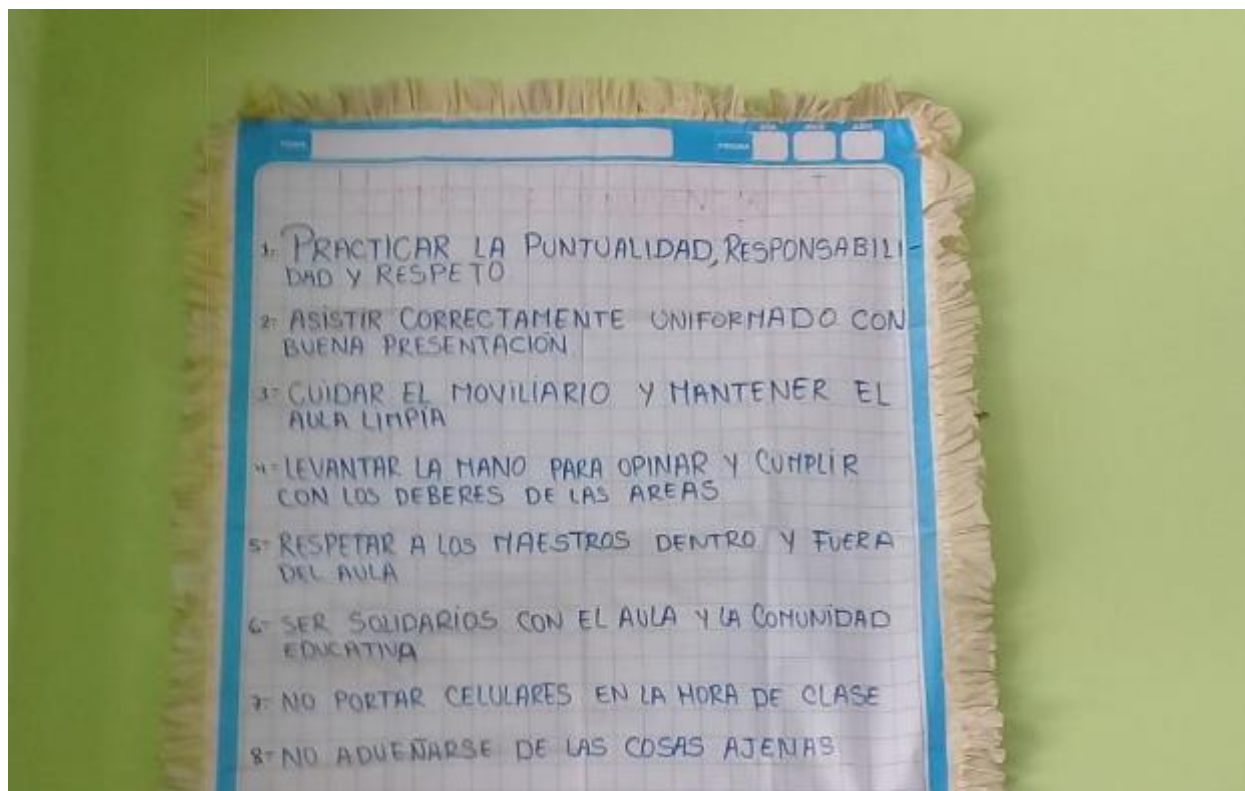 1.- PRACTICAR LA PUNTUALIDAD, RESPONSABILI-
DAD Y RESPETO
2- ASISTIR CORRECTAMENTE UNIFORMADO CON
BUENA PRESENTACIÓN
3- CUIDAR EL MOVILIARIO Y MANTENER EL
AULA LIMPIA
4- LEVANTAR LA MANO PARA OPINAR Y CUMPLIR
CON LOS DEBERES DE LAS AREAS
5- RESPETAR A LOS MAESTROS DENTRO Y FUERA
DEL AULA
6- SER SOLIDARIOS CON EL AULA Y LA COMUNIDAD
EDUCATIVA
7- NO PORTAR CELULARES EN LA HORA DE CLASE
8- NO ADUEÑARSE DE LAS COSAS AJENAS